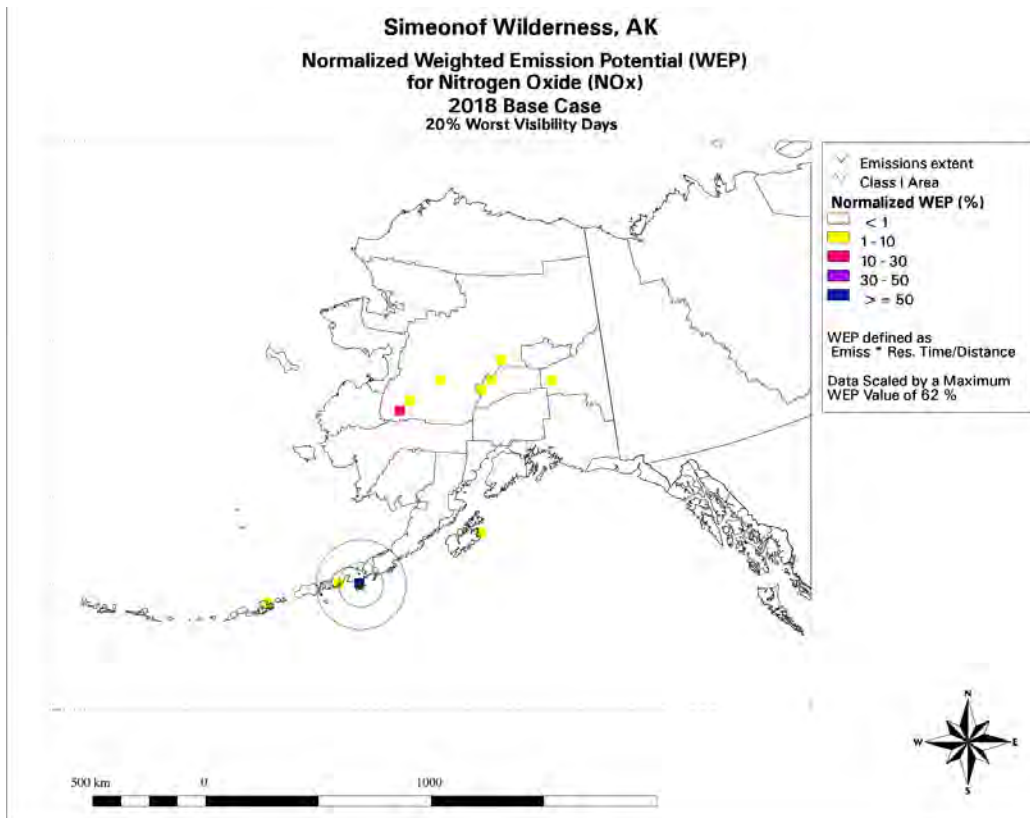 Simeonof Wilderness, AK
Normalized Weighted Emission Potential (WEP)
for Nitrogen Oxide (NOx)
2018 Base Case
20% Worst Visibility Days
Emissions extent
Class I Area
Normalized WEP (%)
< 1
1 - 10
10 - 30
30 - 50
> = 50
WEP defined as
Emiss * Res. Time/Distance
Data Scaled by a Maximum
WEP Value of 62 %
N
W E
S
500 km 0 1000